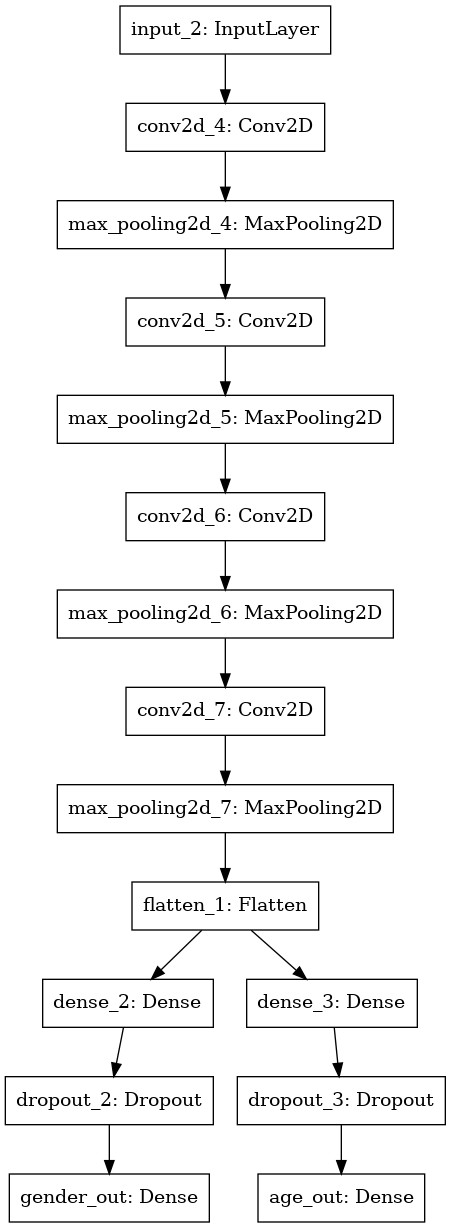 input_2: InputLayer
conv2d_4: Conv2D
max_pooling2d_4: MaxPooling2D
conv2d_5: Conv2D
max_pooling2d_5: MaxPooling2D
conv2d_6: Conv2D
max_pooling2d_6: MaxPooling2D
conv2d_7: Conv2D
max_pooling2d_7: MaxPooling2D
flatten_1: Flatten
dense_2: Dense
dense_3: Dense
dropout_2: Dropout
dropout_3: Dropout
gender_out: Dense
age_out: Dense